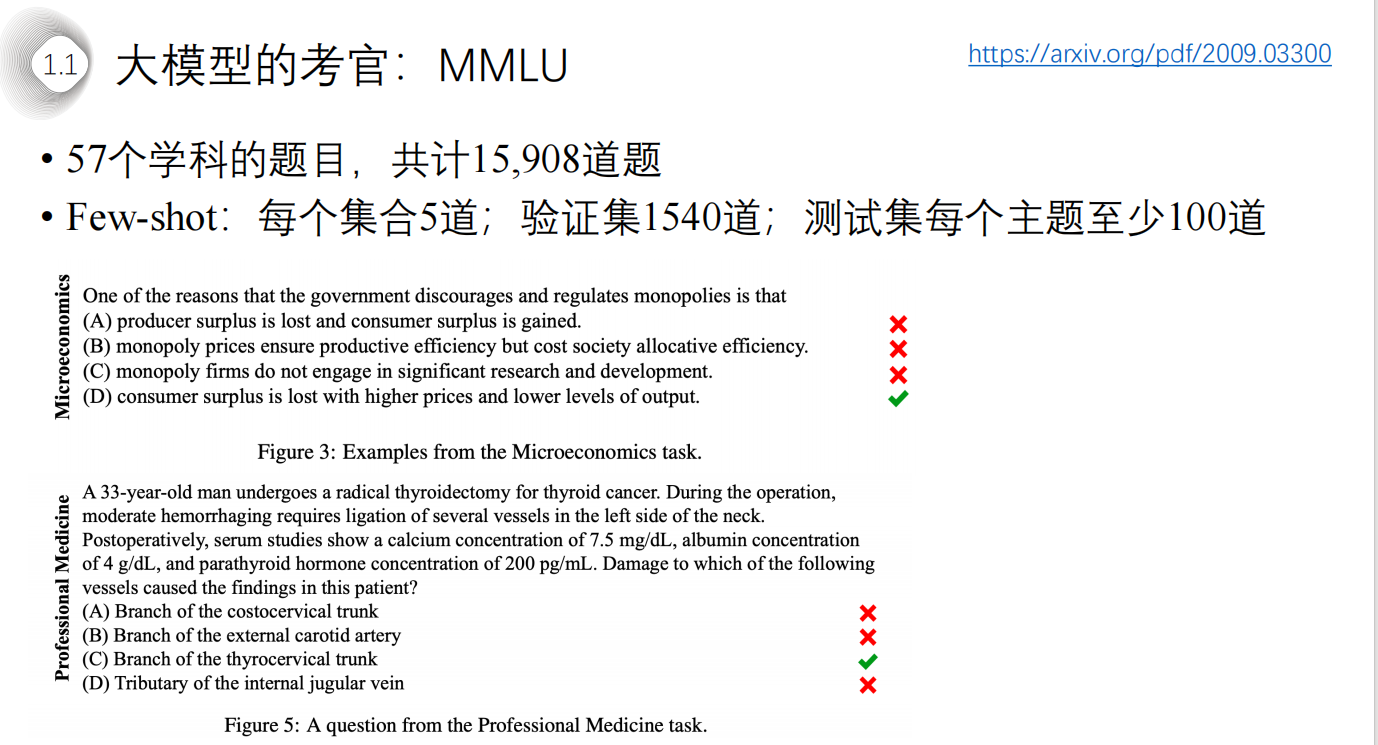 1.1
大模型的考官：MMLU
https://arxiv.org/pdf/2009.03300
• 57个学科的题目，共计15,908道题
• Few-shot：每个集合5道；验证集1540道；测试集每个主题至少100道
Microeconomics
One of the reasons that the government discourages and regulates monopolies is that
(A) producer surplus is lost and consumer surplus is gained.
(B) monopoly prices ensure productive efficiency but cost society allocative efficiency.
(C) monopoly firms do not engage in significant research and development.
(D) consumer surplus is lost with higher prices and lower levels of output.
Figure 3: Examples from the Microeconomics task.
Professional Medicine
A 33-year-old man undergoes a radical thyroidectomy for thyroid cancer. During the operation,
moderate hemorrhaging requires ligation of several vessels in the left side of the neck.
Postoperatively, serum studies show a calcium concentration of 7.5 mg/dL, albumin concentration
of 4 g/dL, and parathyroid hormone concentration of 200 pg/mL. Damage to which of the following
vessels caused the findings in this patient?
(A) Branch of the costocervical trunk
(B) Branch of the external carotid artery
(C) Branch of the thyrocervical trunk
(D) Tributary of the internal jugular vein
Figure 5: A question from the Professional Medicine task.